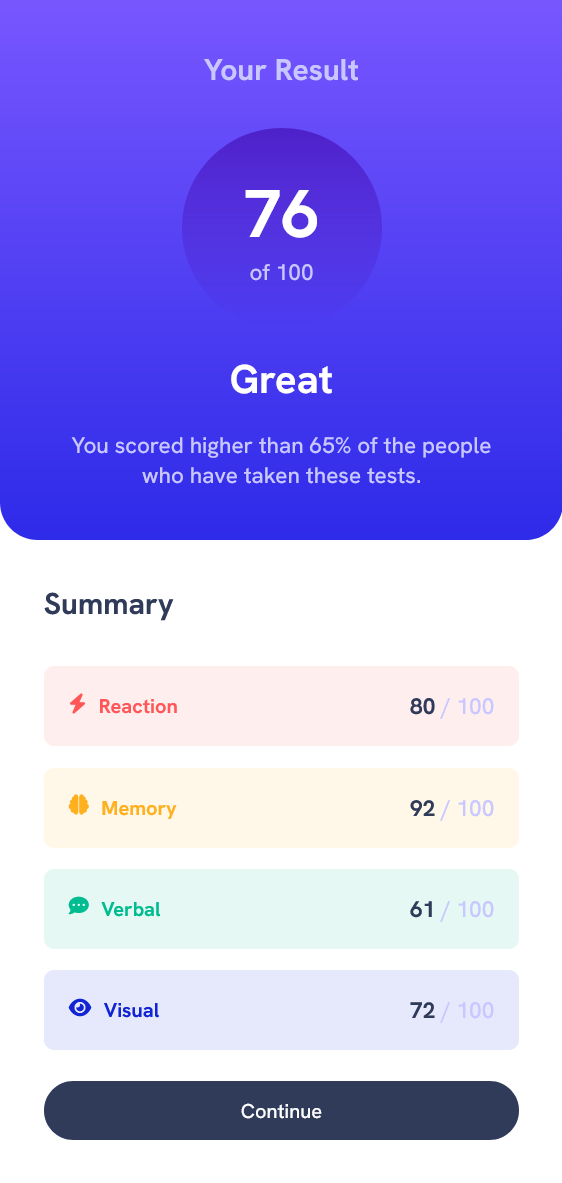 Your Result
76
of 100
Great
You scored higher than 65% of the people
who have taken these tests.
Summary
Reaction 80 / 100
Memory 92 / 100
Verbal 61 / 100
Visual 72 / 100
Continue